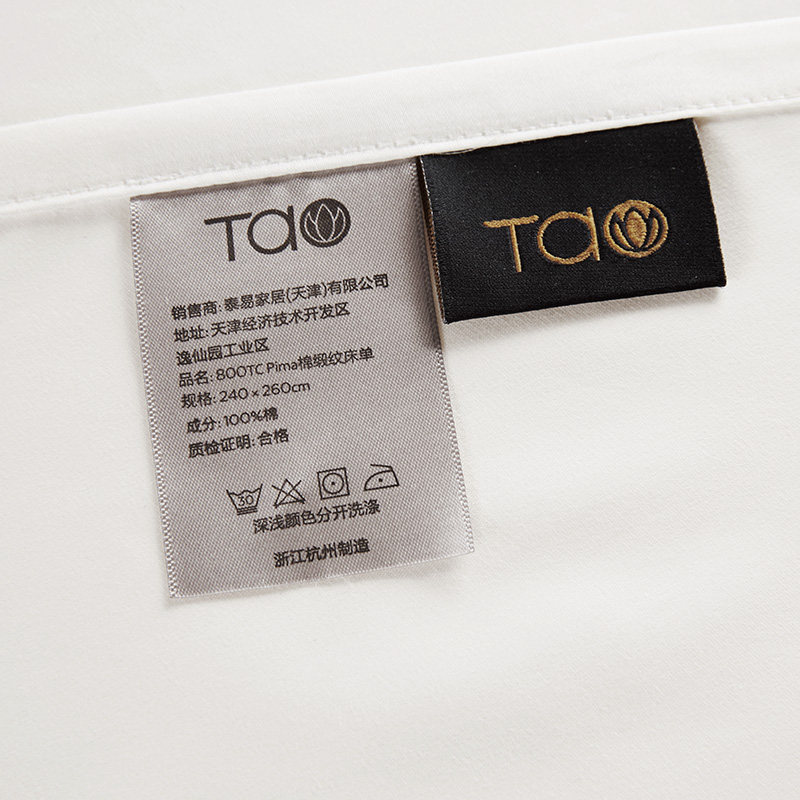 Tao
Tao
销售商: 泰易家居(天津)有限公司
地址: 天津经济技术开发区
逸仙园工业区
品名: 800TC Pima棉缎纹床单
规格: 240×260cm
成分: 100%棉
质检证明: 合格
30
深浅颜色分开洗涤
浙江杭州制造